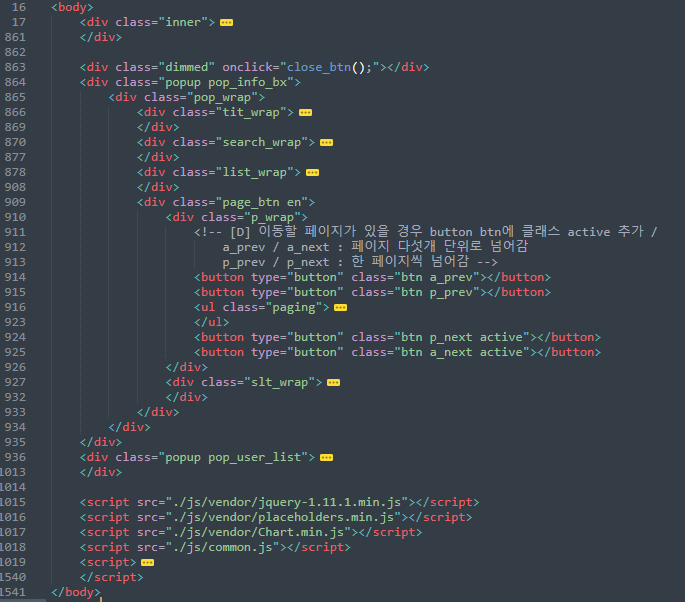 16 <body>
17 <div class="inner">
861 </div>
862
863 <div class="dimmed" onclick="close_btn();"></div>
864 <div class="popup pop_info_bx">
865 <div class="pop_wrap">
866 <div class="tit_wrap">
869 </div>
870 <div class="search_wrap">
877 </div>
878 <div class="list_wrap">
908 </div>
909 <div class="page_btn en">
910 <div class="p_wrap">
911 <!-- [D] 이동할 페이지가 있을 경우 button btn에 클래스 active 추가 /
912 a_prev / a_next : 페이지 다섯개 단위로 넘어감
913 p_prev / p_next : 한 페이지씩 넘어감 -->
914 <button type="button" class="btn a_prev"></button>
915 <button type="button" class="btn p_prev"></button>
916 <ul class="paging">
923 </ul>
924 <button type="button" class="btn p_next active"></button>
925 <button type="button" class="btn a_next active"></button>
926 </div>
927 <div class="slt_wrap">
932 </div>
933 </div>
934 </div>
935 </div>
936 <div class="popup pop_user_list">
1013 </div>
1014
1015 <script src="./js/vendor/jquery-1.11.1.min.js"></script>
1016 <script src="./js/vendor/placeholders.min.js"></script>
1017 <script src="./js/vendor/Chart.min.js"></script>
1018 <script src="./js/common.js"></script>
1019 <script>
1540 </script>
1541 </body>